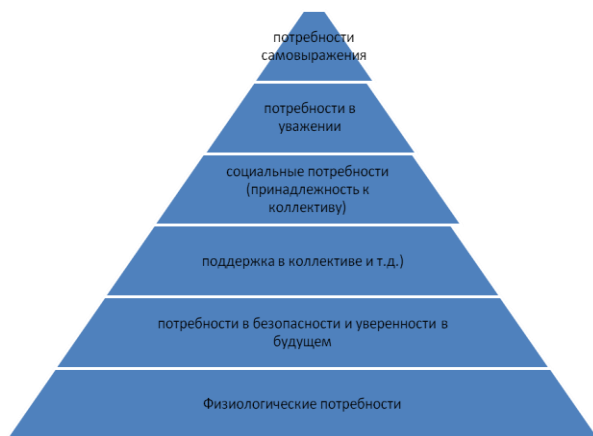 потребности
самовыражения
потребности в
уважении
социальные потребности
(принадлежность к
коллективу)
поддержка в коллективе и т.д.)
потребности в безопасности и уверенности в
будущем
Физиологические потребности